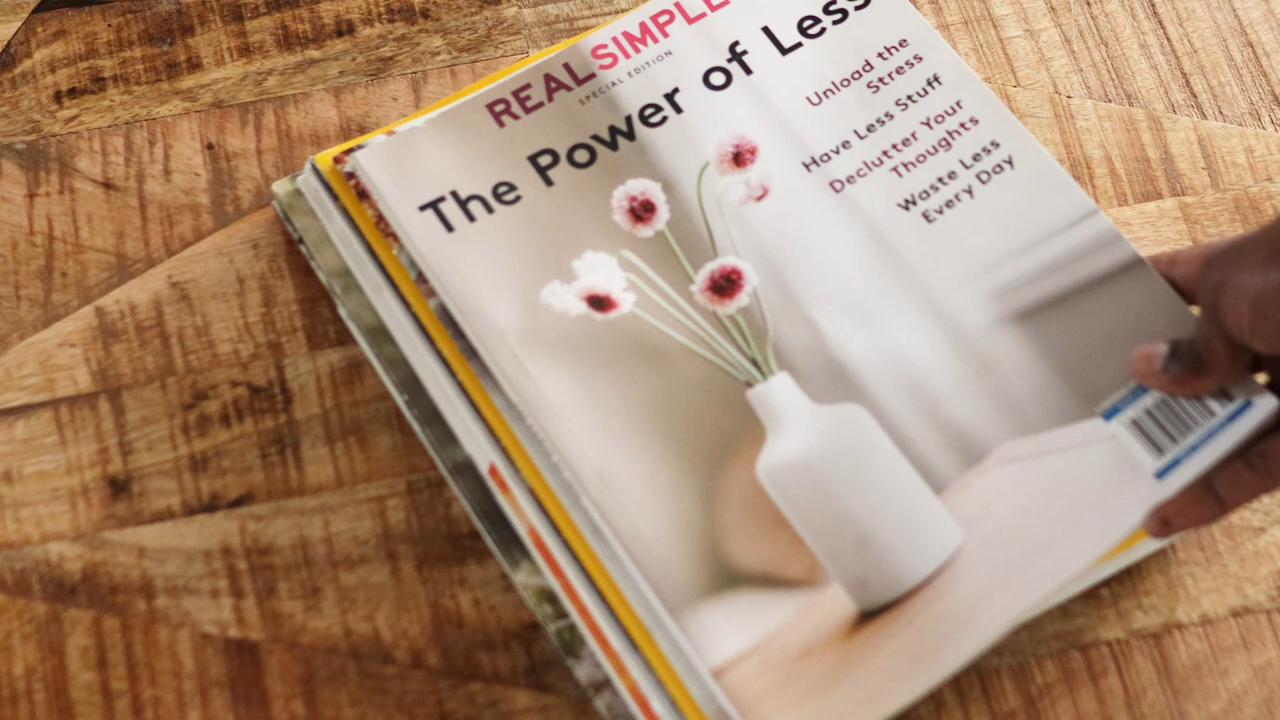 REAL SIMPLE
SPECIAL EDITION
The Power of Less
Unload the
Stress
Have Less Stuff
Declutter Your
Thoughts
Waste Less
Every Day